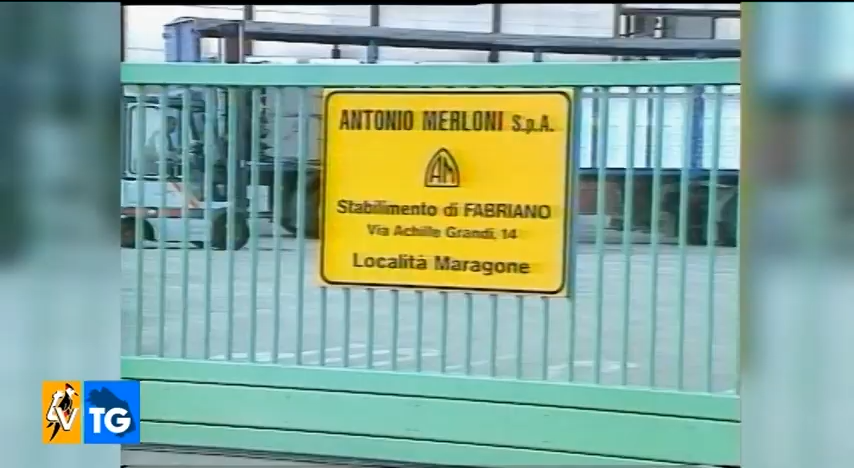 ANTONIO MERLONI S.p.A.
AM
Stabilimento di FABRIANO
Via Achille Grandi, 14
Località Maragone
V TG